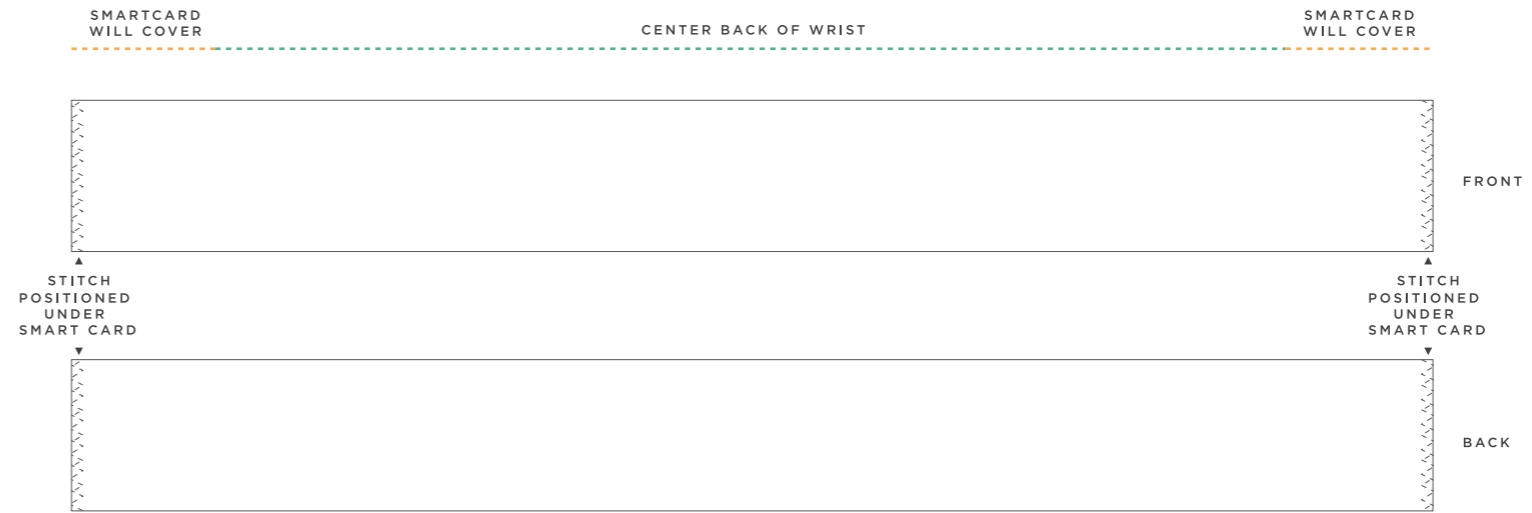 SMARTCARD
WILL COVER
CENTER BACK OF WRIST
SMARTCARD
WILL COVER
FRONT
STITCH
POSITIONED
UNDER
SMART CARD
STITCH
POSITIONED
UNDER
SMART CARD
BACK